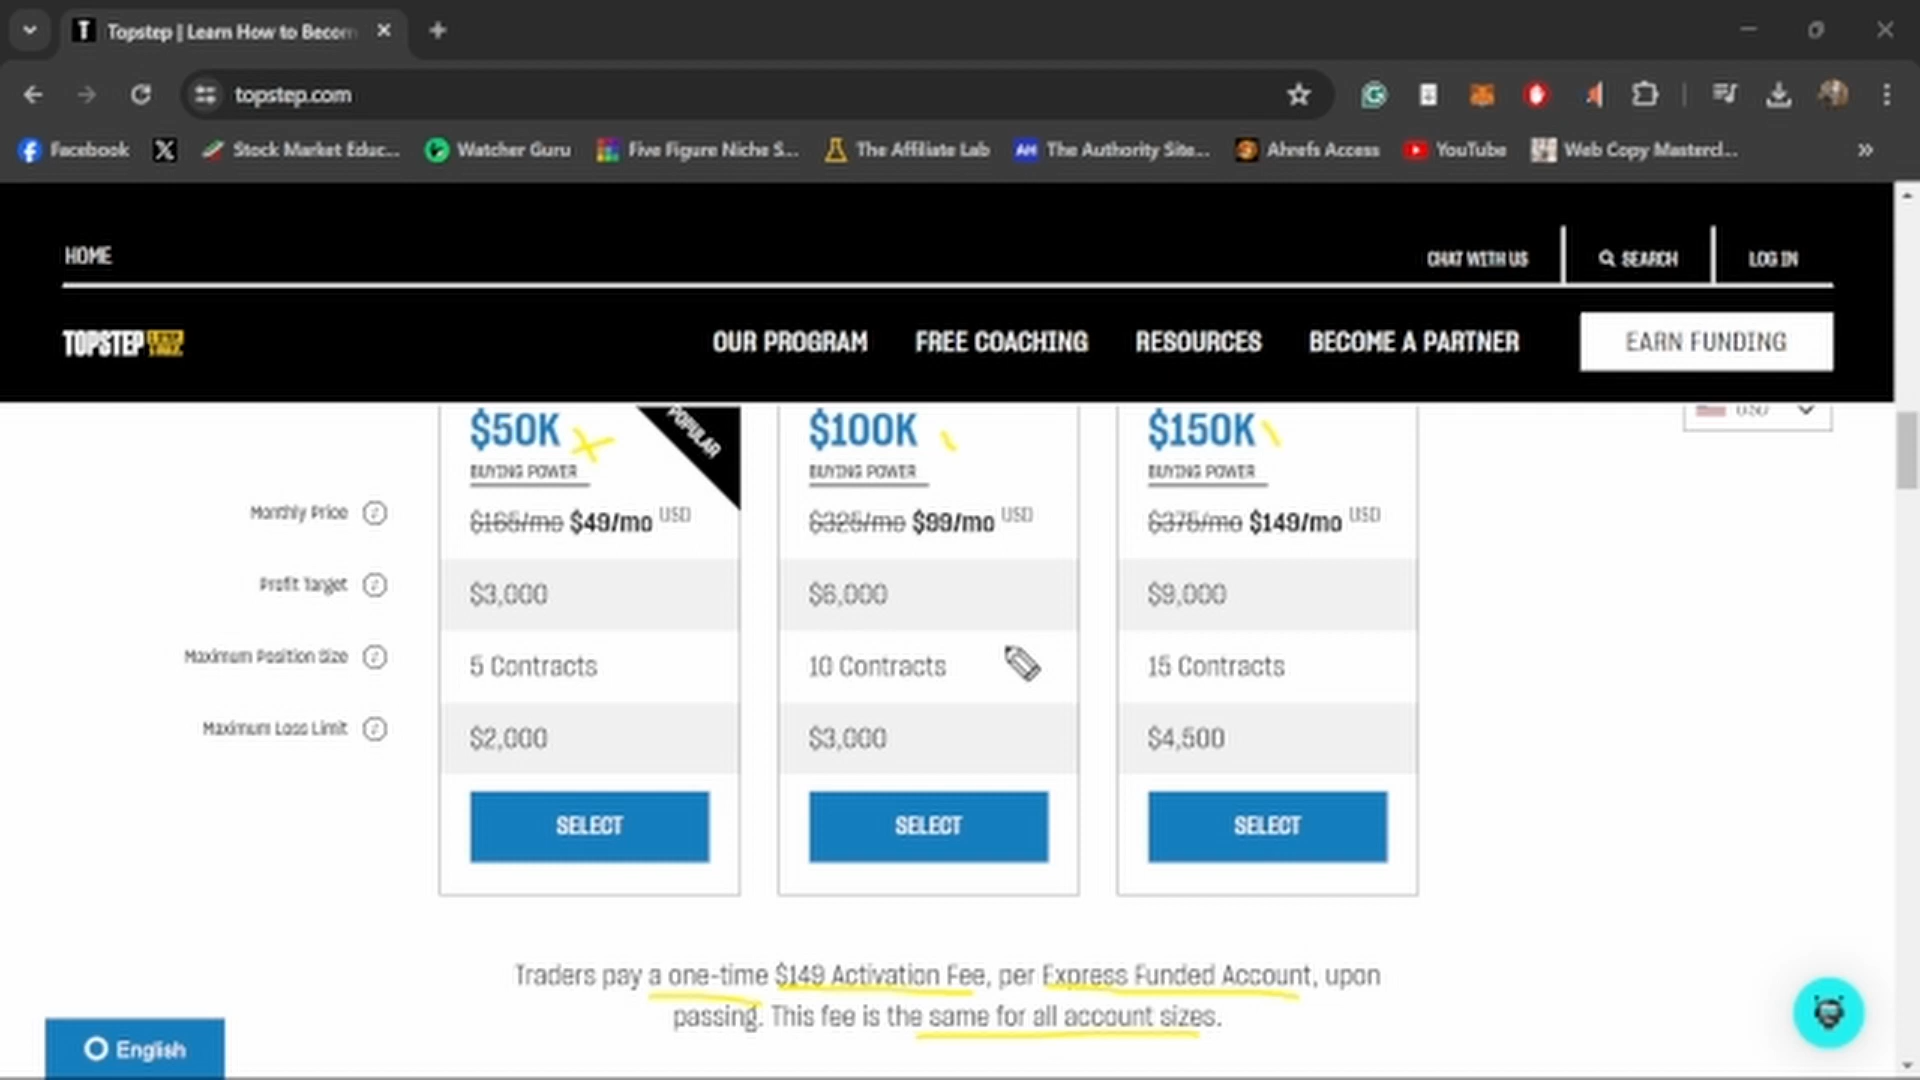 Topstep | Learn How to Becom
topstep.com
Facebook
Stock Market Educ...
Watcher Guru
Five Figure Niche S...
The Affiliate Lab
AH
The Authority Site...
Ahrefs Access
YouTube
Web Copy Mastercl...
HOME
CHAT WITH US
SEARCH
LOG IN
TOPSTEP
OUR PROGRAM
FREE COACHING
RESOURCES
BECOME A PARTNER
EARN FUNDING
$50K
POPULAR
$100K
$150K
USD
BUYING POWER
BUYING POWER
BUYING POWER
Monthly Price
$165/mo $49/mo USD
$325/mo $99/mo USD
$375/mo $149/mo USD
Profit Target
$3,000
$6,000
$9,000
Maximum Position Size
5 Contracts
10 Contracts
15 Contracts
Maximum Loss Limit
$2,000
$3,000
$4,500
SELECT
SELECT
SELECT
Traders pay a one-time $149 Activation Fee, per Express Funded Account, upon
passing. This fee is the same for all account sizes.
English